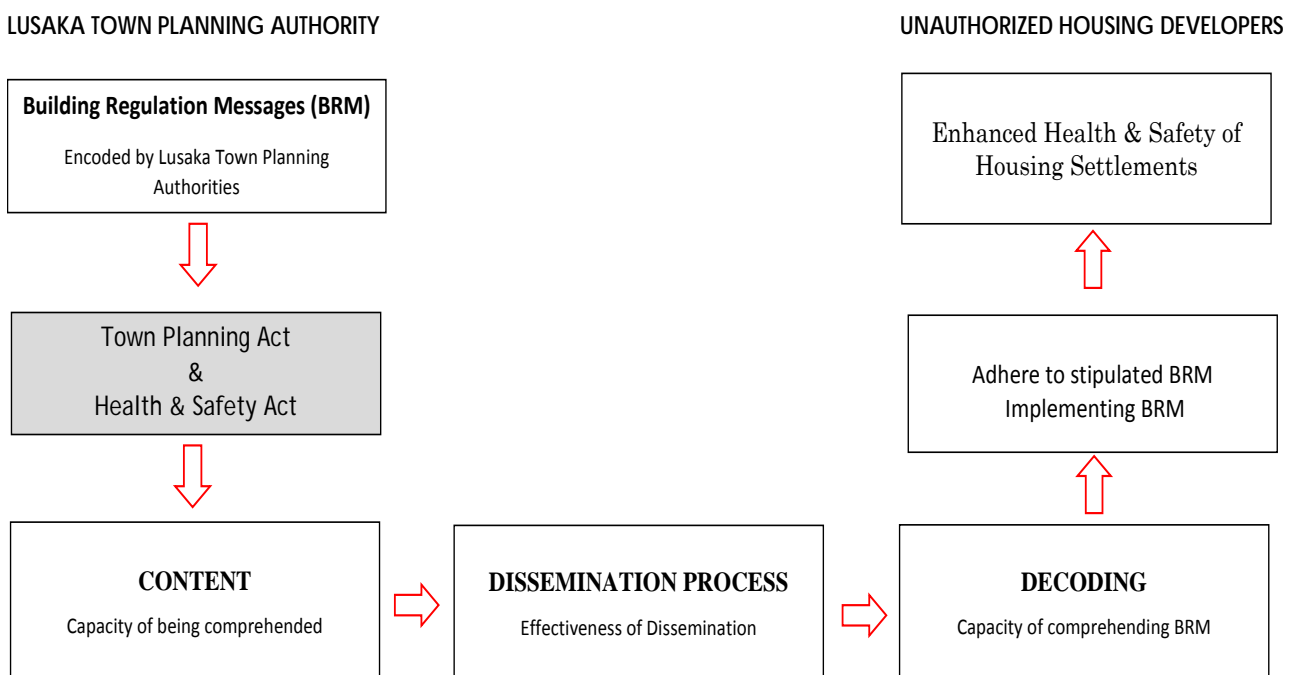 LUSAKA TOWN PLANNING AUTHORITY
UNAUTHORIZED HOUSING DEVELOPERS
Building Regulation Messages (BRM)
Encoded by Lusaka Town Planning
Authorities
Town Planning Act
&
Health & Safety Act
CONTENT
Capacity of being comprehended
DISSEMINATION PROCESS
Effectiveness of Dissemination
DECODING
Capacity of comprehending BRM
Adhere to stipulated BRM
Implementing BRM
Enhanced Health & Safety of
Housing Settlements